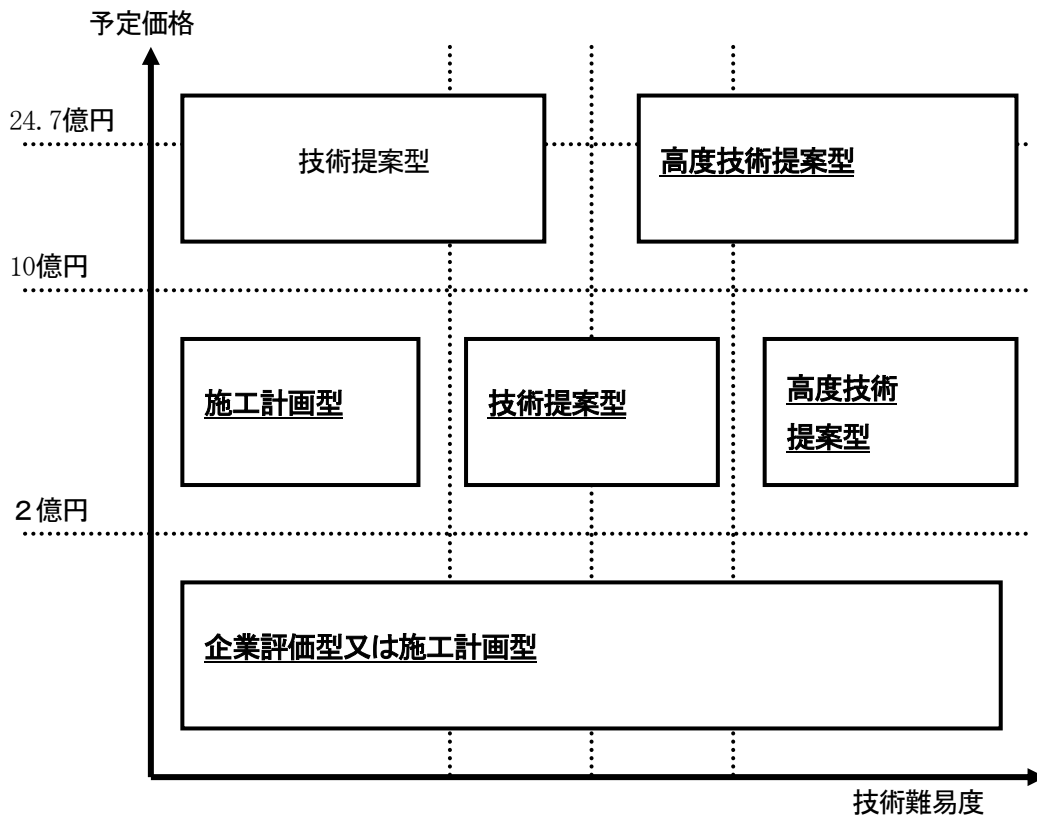 予定価格
24.7億円
技術提案型
高度技術提案型
10億円
施工計画型
技術提案型
高度技術
提案型
２億円
企業評価型又は施工計画型
技術難易度